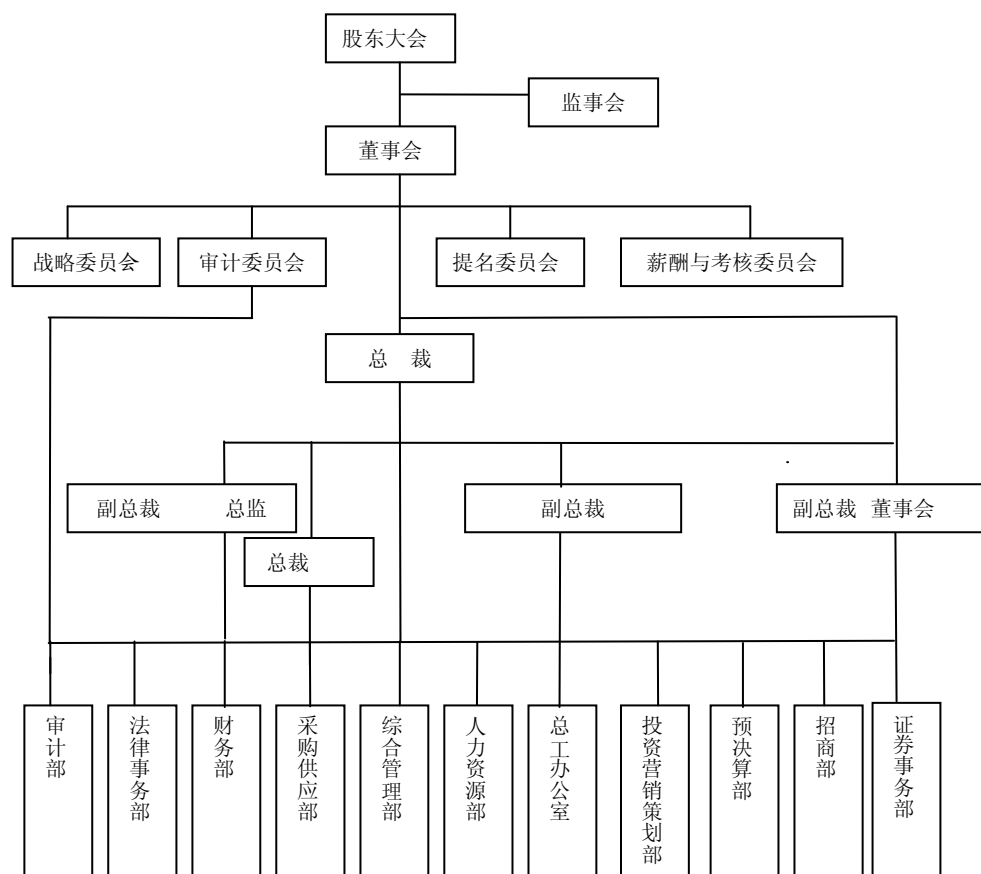 股东大会
监事会
董事会
战略委员会
审计委员会
提名委员会
薪酬与考核委员会
总 裁
副总裁 总监
副总裁
副总裁 董事会
总裁
审计部
法律事务部
财务部
采购供应部
综合管理部
人力资源部
总工办公室
投资营销策划部
预决算部
招商部
证券事务部